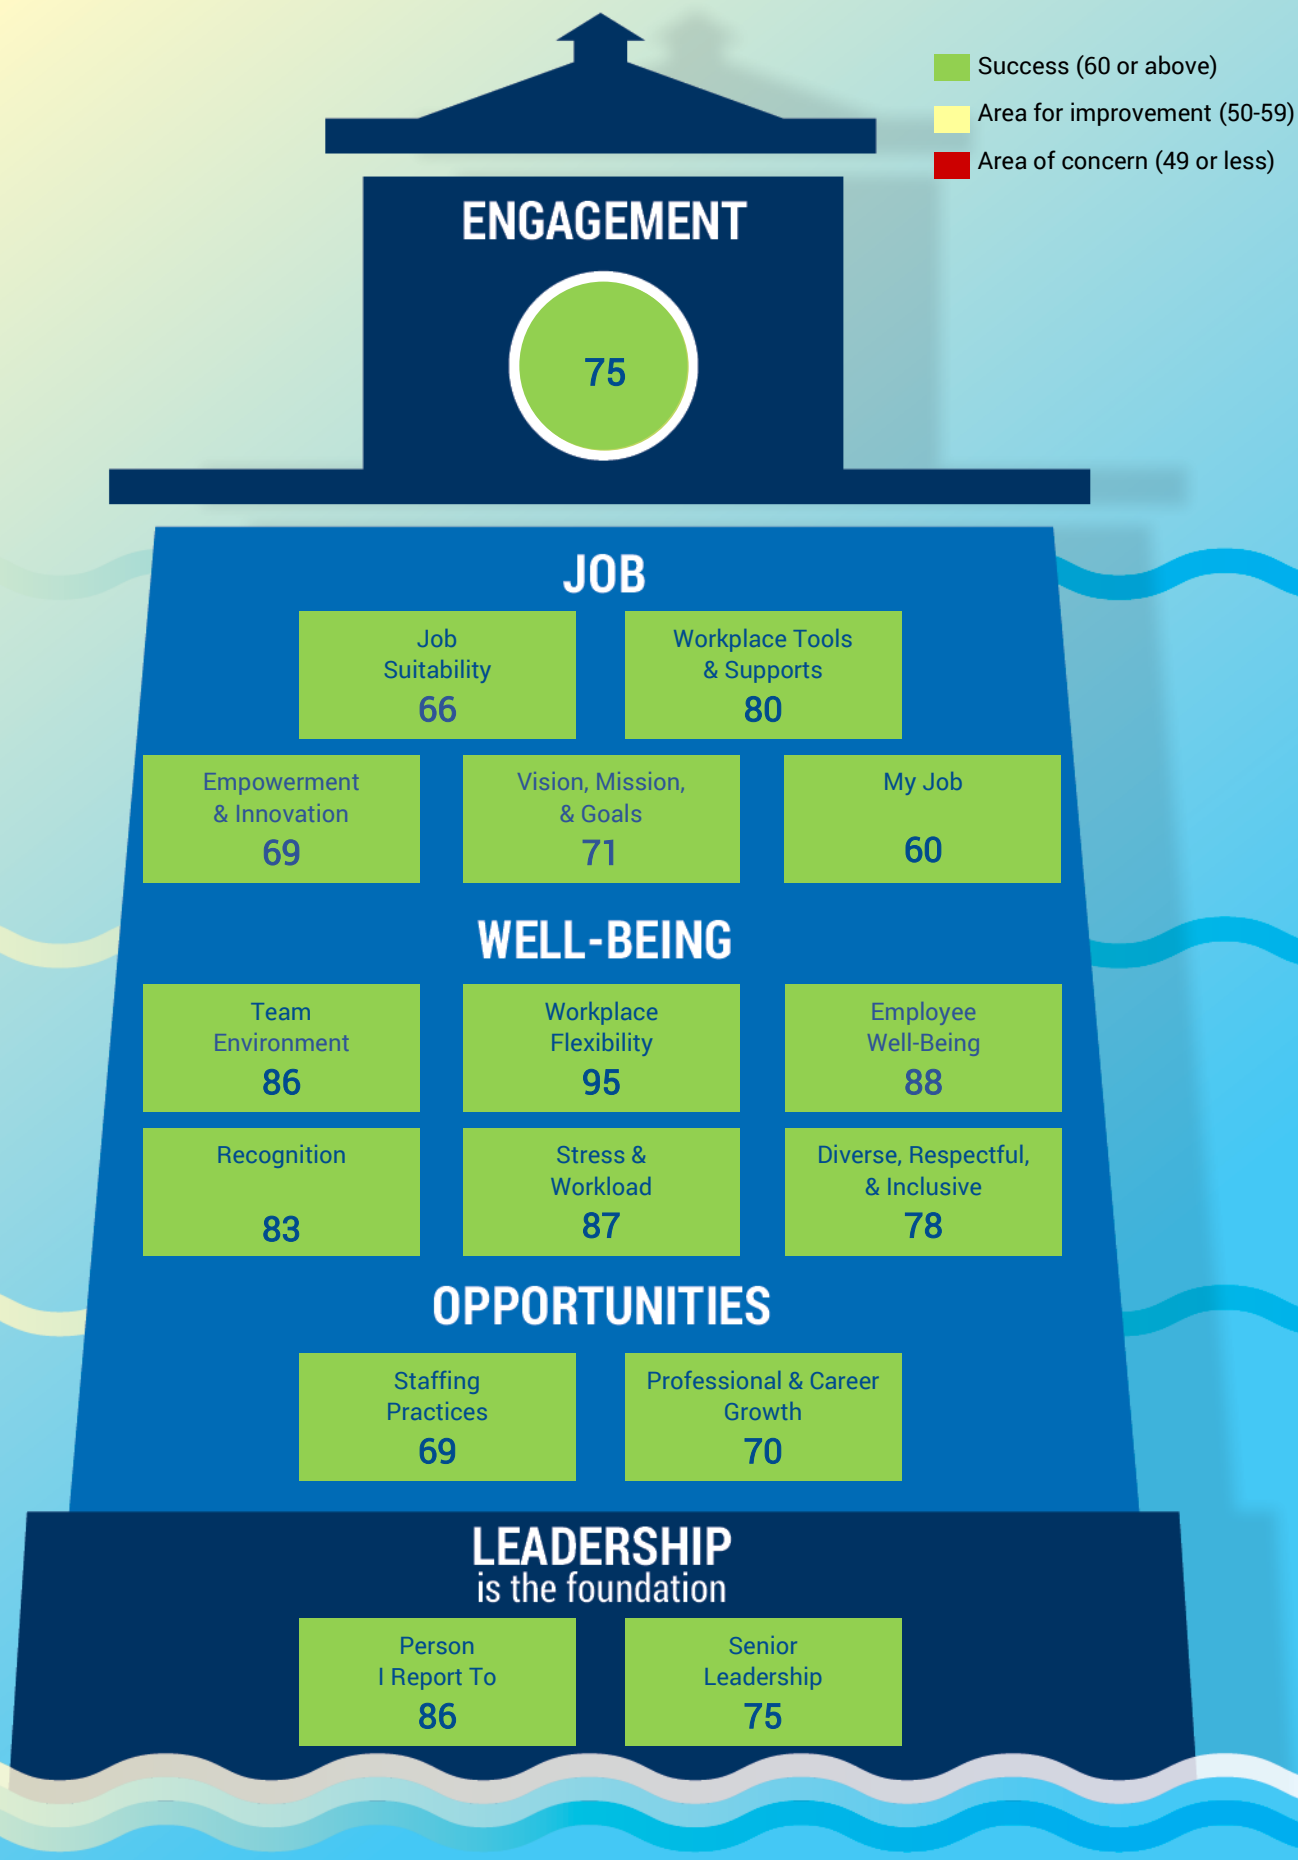 Success (60 or above)
Area for improvement (50-59)
Area of concern (49 or less)
ENGAGEMENT
75
JOB
Job
Suitability
66
Workplace Tools
& Supports
80
Empowerment
& Innovation
69
Vision, Mission,
& Goals
71
My Job
60
WELL-BEING
Team
Environment
86
Workplace
Flexibility
95
Employee
Well-Being
88
Recognition
83
Stress &
Workload
87
Diverse, Respectful,
& Inclusive
78
OPPORTUNITIES
Staffing
Practices
69
Professional & Career
Growth
70
LEADERSHIP
is the foundation
Person
I Report To
86
Senior
Leadership
75